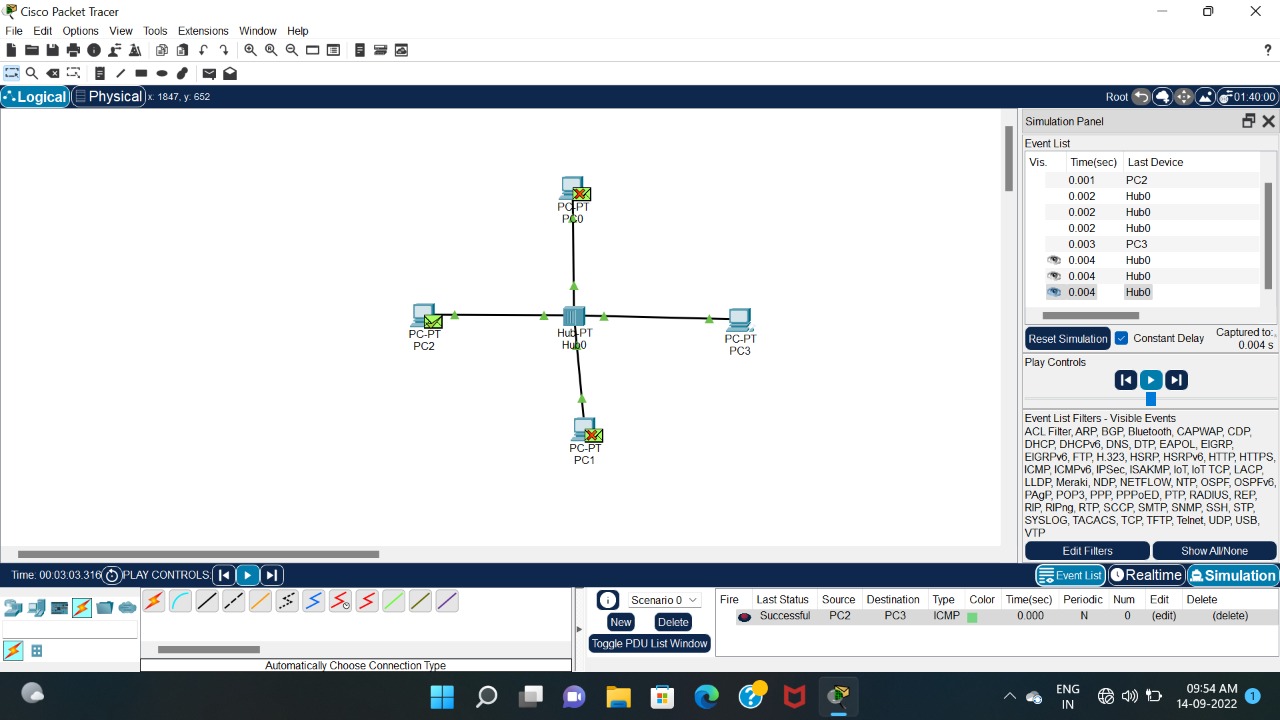 Cisco Packet Tracer
File Edit Options View Tools Extensions Window Help
?
Logical Physical x: 1847, y: 652 Root 01:40:00
Simulation Panel
Event List
Vis. Time(sec) Last Device
0.001 PC2
0.002 Hub0
0.002 Hub0
0.002 Hub0
0.003 PC3
0.004 Hub0
0.004 Hub0
0.004 Hub0
Reset Simulation Constant Delay Captured to:
0.004 s
Play Controls
Event List Filters - Visible Events
ACL Filter, ARP, BGP, Bluetooth, CAPWAP, CDP,
DHCP, DHCPv6, DNS, DTP, EAPOL, EIGRP,
EIGRPv6, FTP, H.323, HSRP, HSRPv6, HTTP, HTTPS,
ICMP, ICMPv6, IPSec, ISAKMP, IoT, IoT TCP, LACP,
LLDP, Meraki, NDP, NETFLOW, NTP, OSPF, OSPFv6,
PAgP, POP3, PPP, PPPoED, PTP, RADIUS, REP,
RIP, RIPng, RTP, SCCP, SMTP, SNMP, SSH, STP,
SYSLOG, TACACS, TCP, TFTP, Telnet, UDP, USB,
VTP
Edit Filters Show All/None
PC-PT
PC0
PC-PT
PC2
Hub-PT
Hub0
PC-PT
PC3
PC-PT
PC1
Time: 00:03:03.316 PLAY CONTROLS: Event List Realtime Simulation
Scenario 0
New Delete
Toggle PDU List Window
Fire Last Status Source Destination Type Color Time(sec) Periodic Num Edit Delete
Successful PC2 PC3 ICMP 0.000 N 0 (edit) (delete)
Automatically Choose Connection Type
ENG
IN
09:54 AM
14-09-2022
1